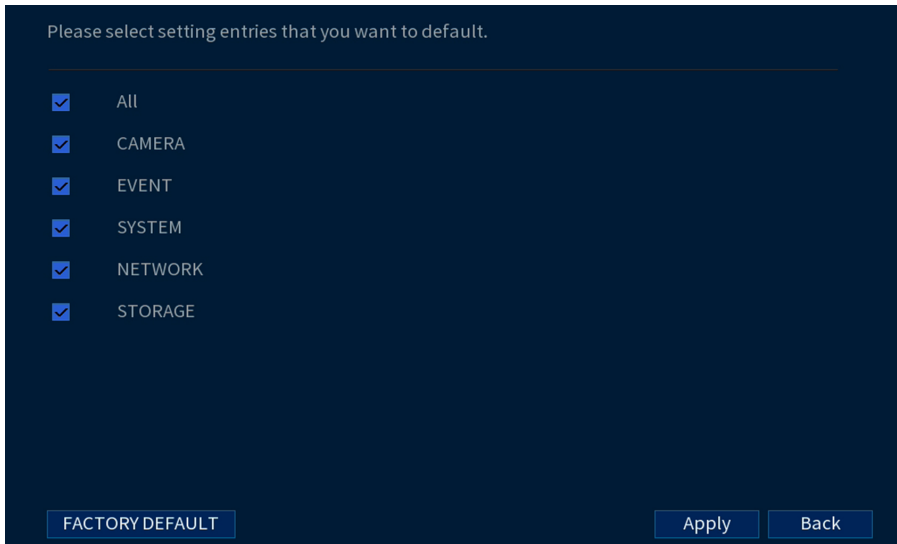 Please select setting entries that you want to default.
All
CAMERA
EVENT
SYSTEM
NETWORK
STORAGE
FACTORY DEFAULT Apply Back